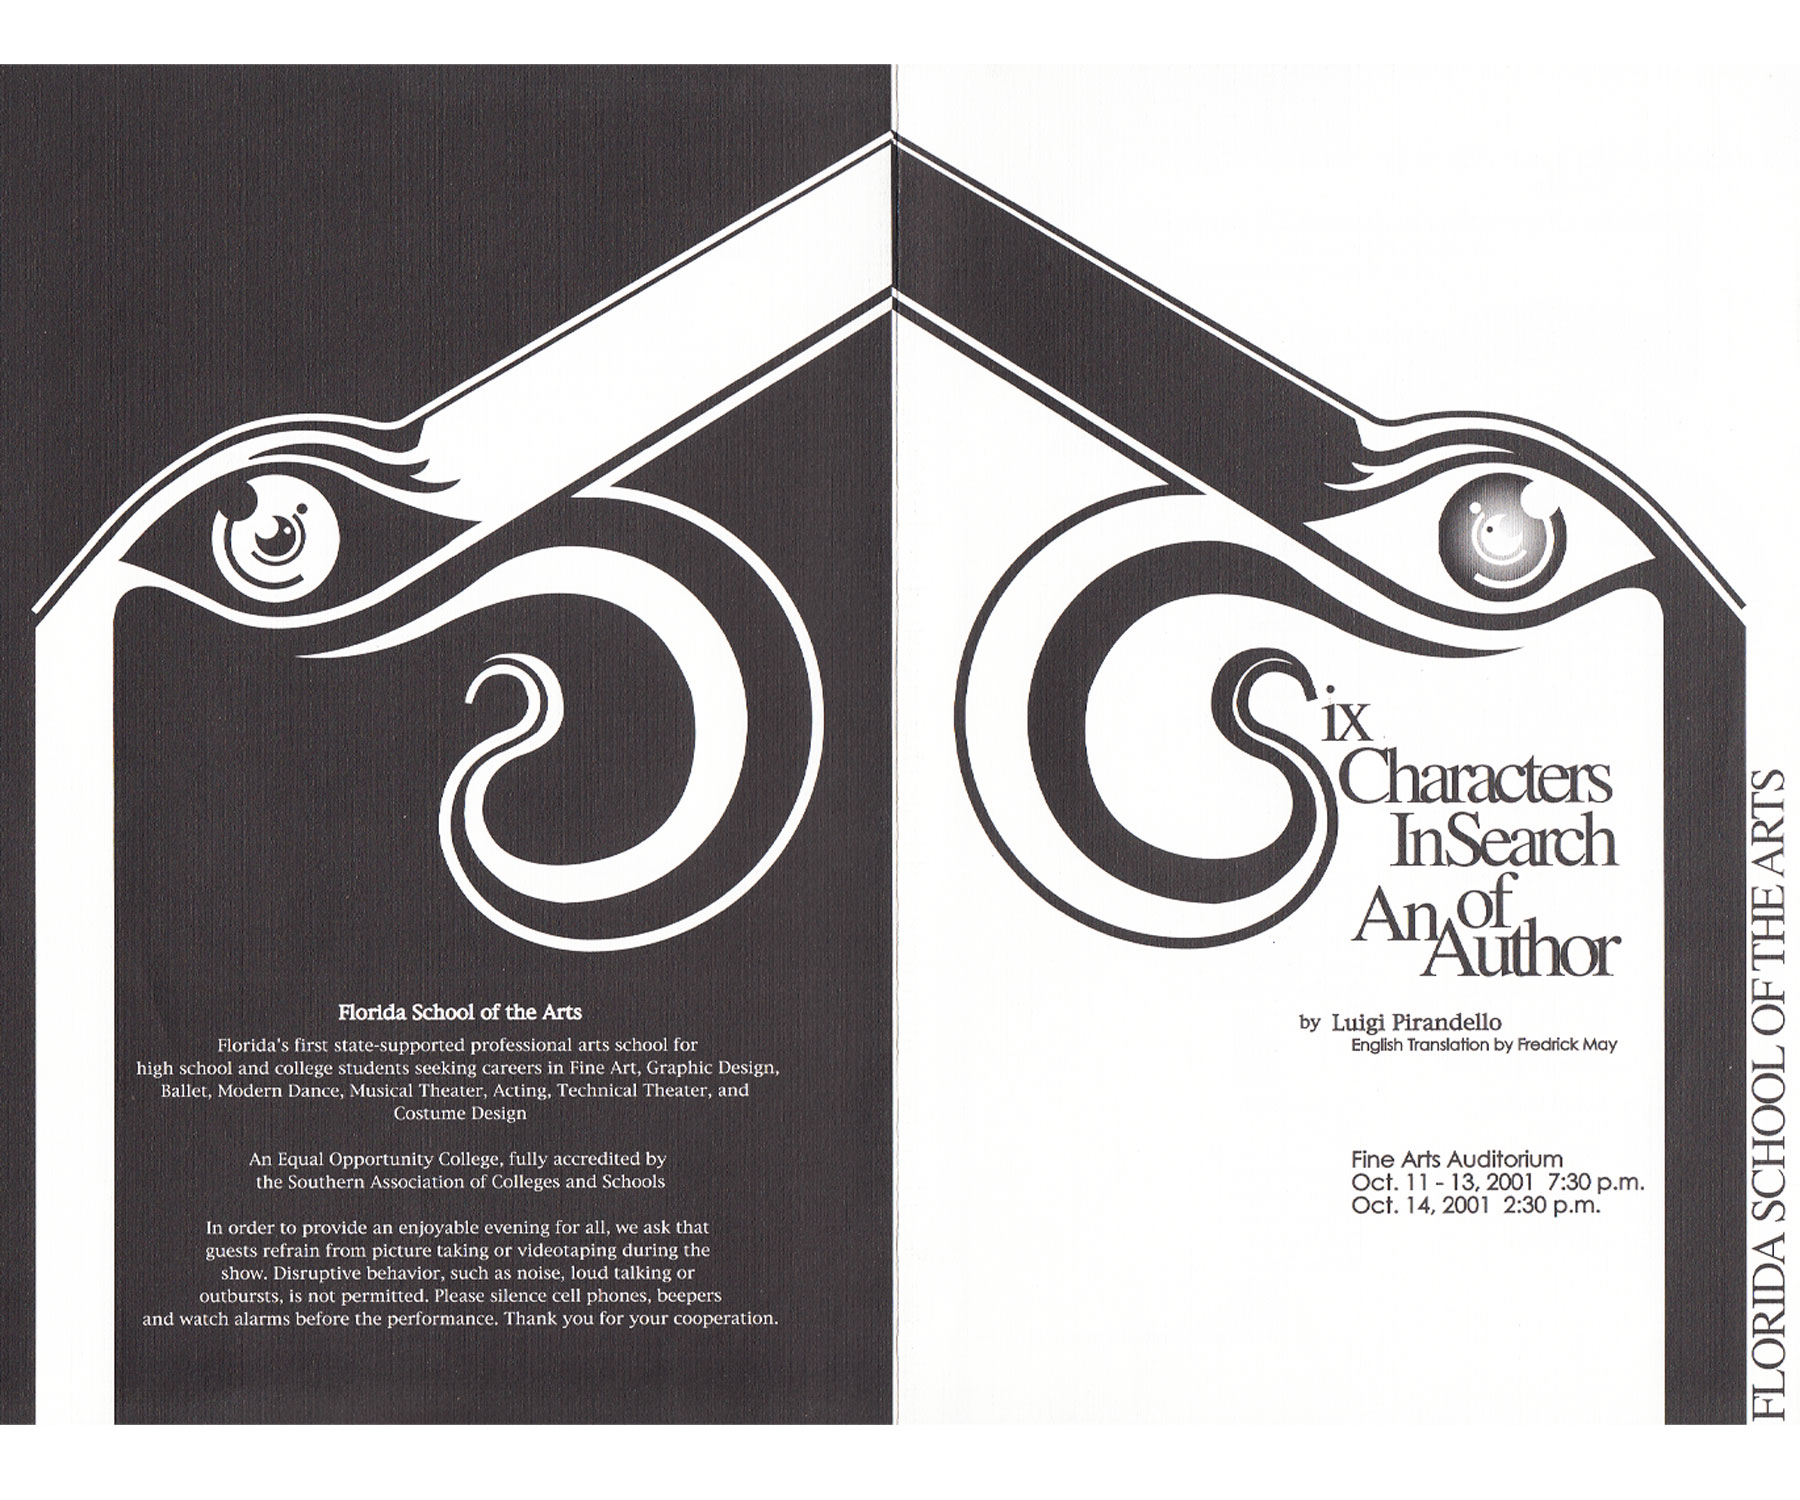 Florida School of the Arts
Florida's first state-supported professional arts school for
high school and college students seeking careers in Fine Art, Graphic Design,
Ballet, Modern Dance, Musical Theater, Acting, Technical Theater, and
Costume Design
An Equal Opportunity College, fully accredited by
the Southern Association of Colleges and Schools
In order to provide an enjoyable evening for all, we ask that
guests refrain from picture taking or videotaping during the
show. Disruptive behavior, such as noise, loud talking or
outbursts, is not permitted. Please silence cell phones, beepers
and watch alarms before the performance. Thank you for your cooperation.
Six
Characters
In Search
of
An
Author
by Luigi Pirandello
English Translation by Fredrick May
Fine Arts Auditorium
Oct. 11 - 13, 2001 7:30 p.m.
Oct. 14, 2001 2:30 p.m.
FLORIDA SCHOOL OF THE ARTS